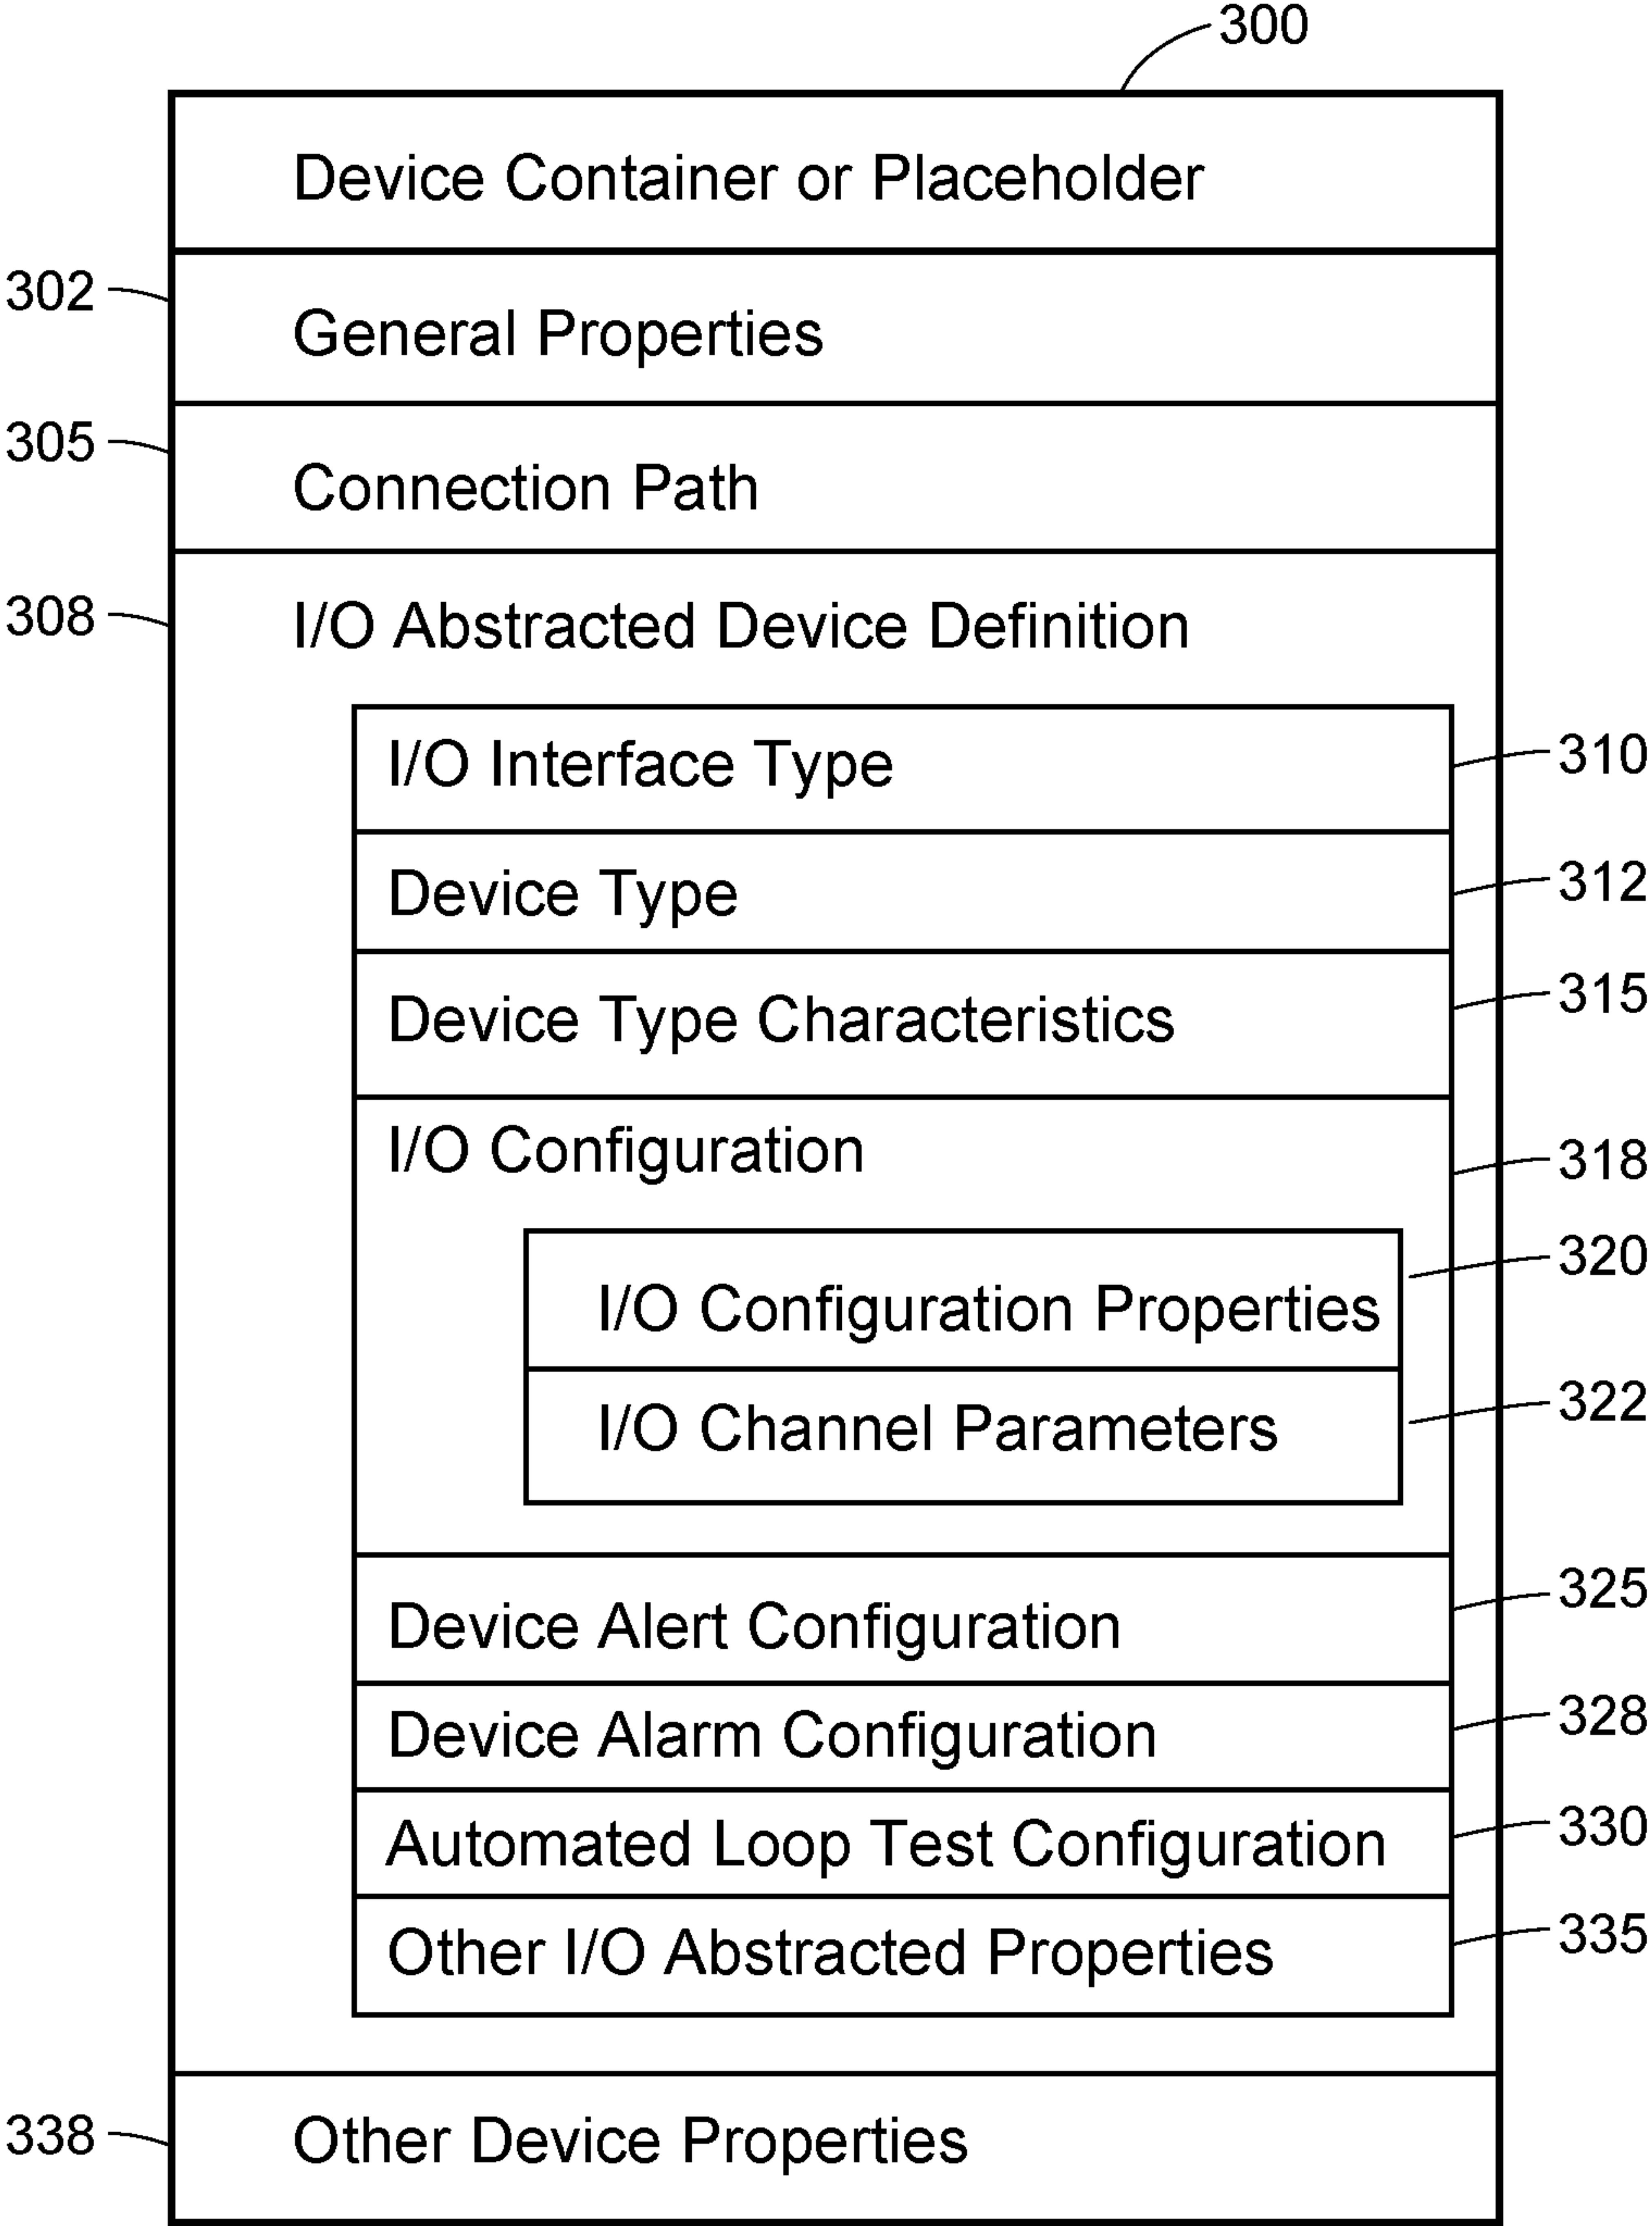 300
Device Container or Placeholder
302
General Properties
305
Connection Path
308
I/O Abstracted Device Definition
I/O Interface Type
310
Device Type
312
Device Type Characteristics
315
I/O Configuration
318
I/O Configuration Properties
320
I/O Channel Parameters
322
Device Alert Configuration
325
Device Alarm Configuration
328
Automated Loop Test Configuration
330
Other I/O Abstracted Properties
335
338
Other Device Properties